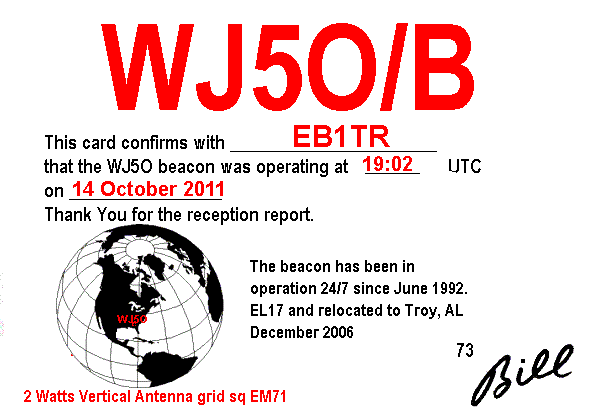 WJ5O/B
This card confirms with EB1TR
that the WJ5O beacon was operating at 19:02 UTC
on 14 October 2011
Thank You for the reception report.
The beacon has been in
operation 24/7 since June 1992.
EL17 and relocated to Troy, AL
December 2006
WJ5O
73
Bill
2 Watts Vertical Antenna grid sq EM71